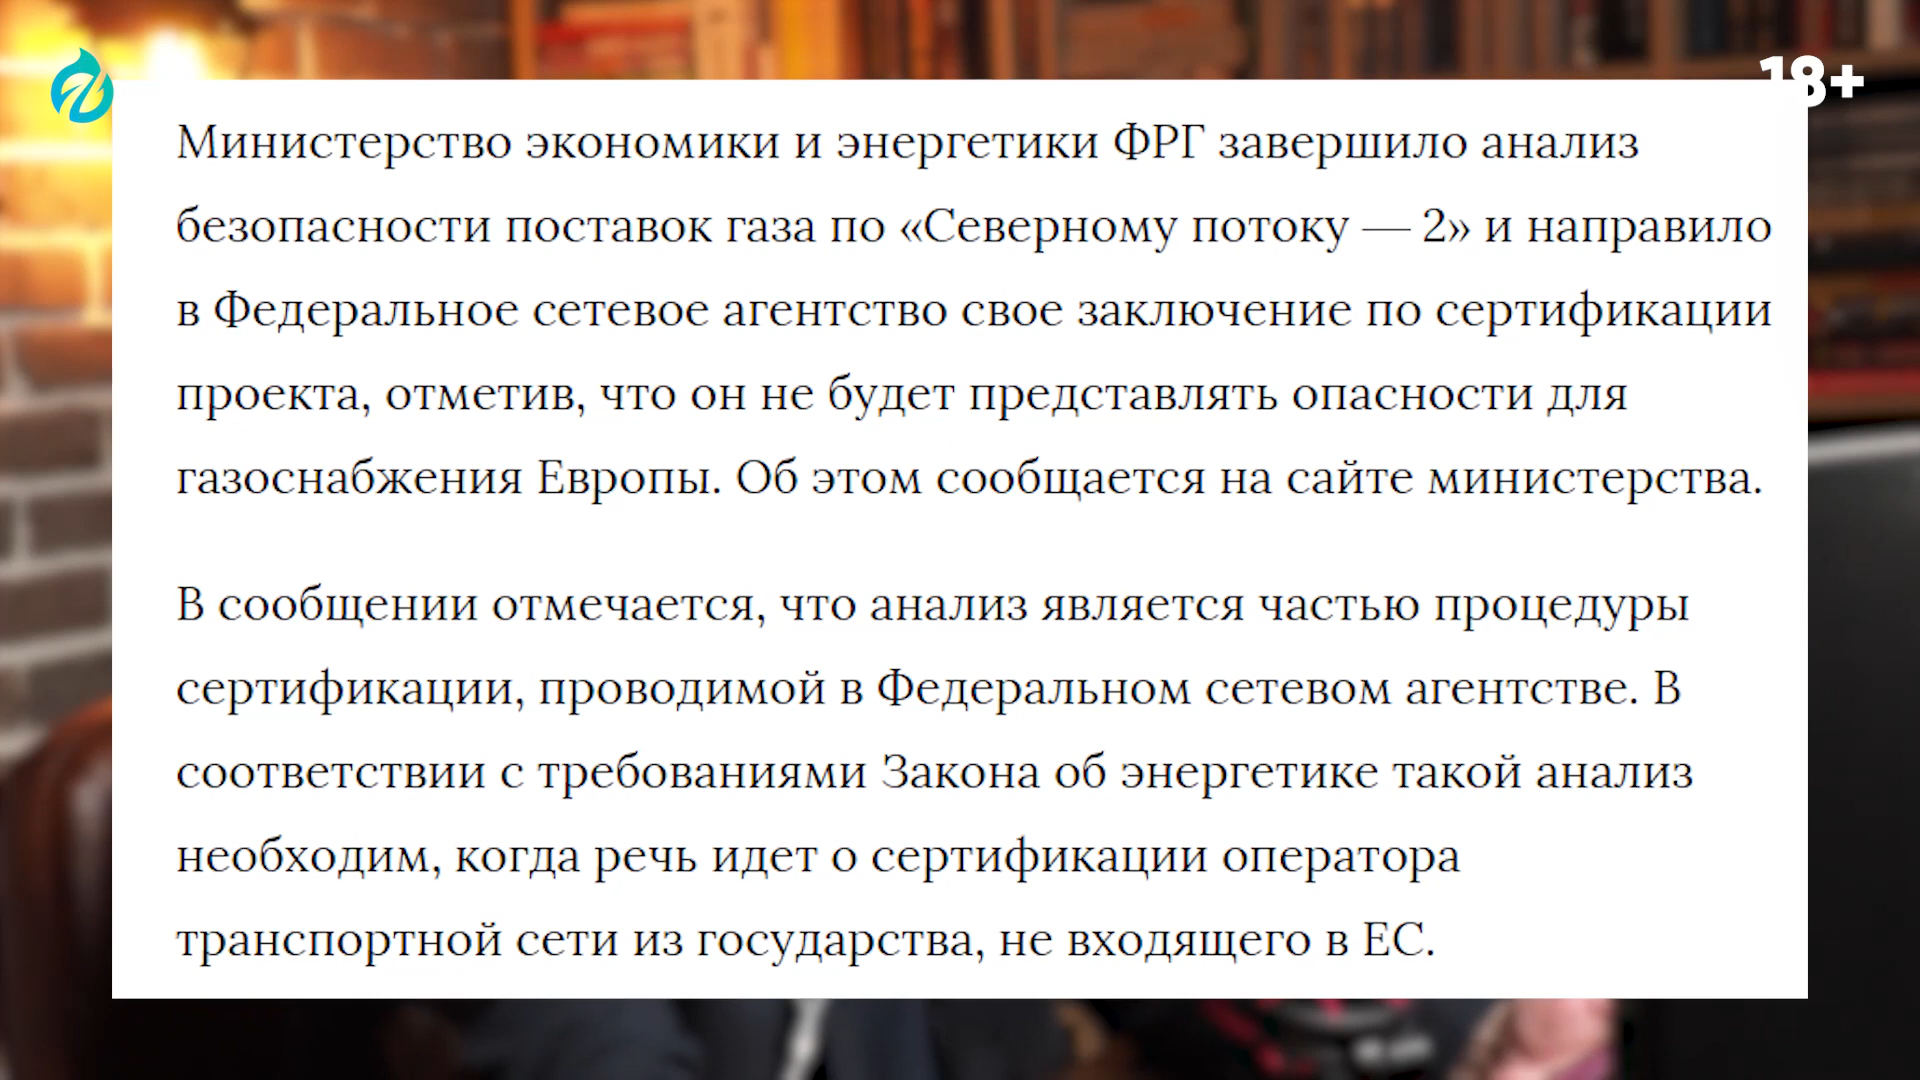 18+
Министерство экономики и энергетики ФРГ завершило анализ
безопасности поставок газа по «Северному потоку — 2» и направило
в Федеральное сетевое агентство свое заключение по сертификации
проекта, отметив, что он не будет представлять опасности для
газоснабжения Европы. Об этом сообщается на сайте министерства.
В сообщении отмечается, что анализ является частью процедуры
сертификации, проводимой в Федеральном сетевом агентстве. В
соответствии с требованиями Закона об энергетике такой анализ
необходим, когда речь идет о сертификации оператора
транспортной сети из государства, не входящего в ЕС.